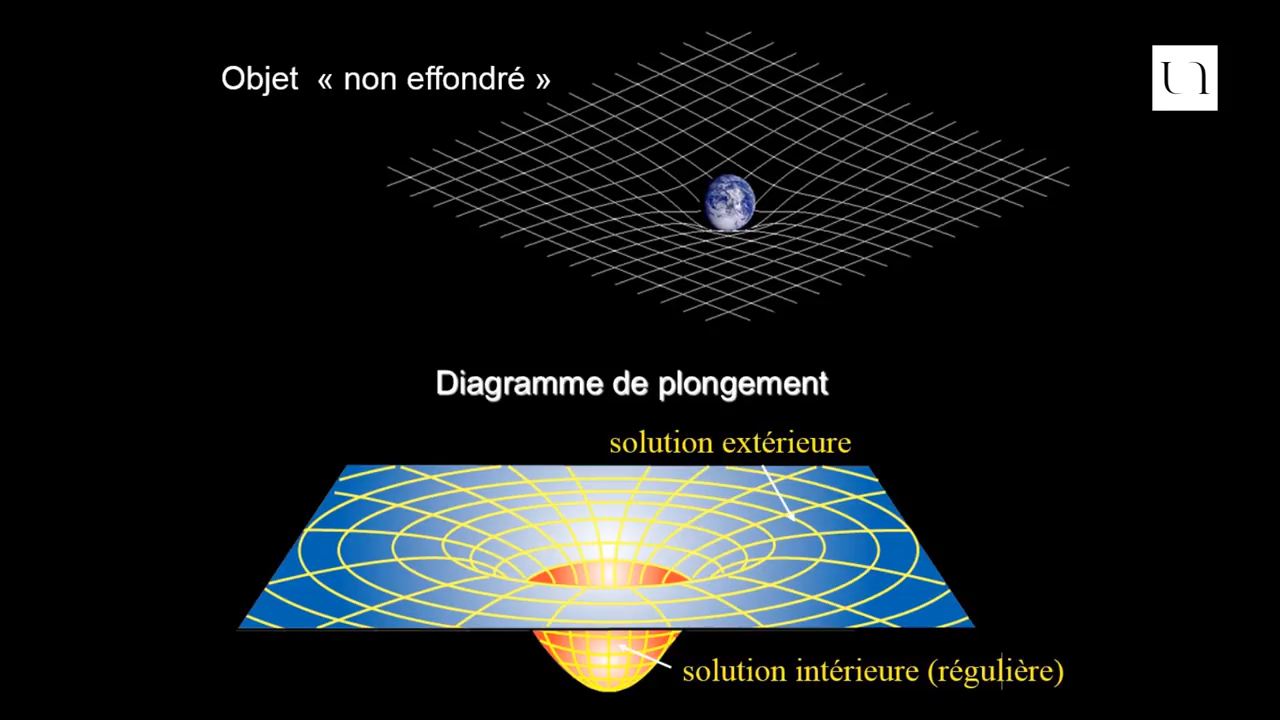 Objet « non effondré »
Diagramme de plongement
solution extérieure
solution intérieure (régulière)